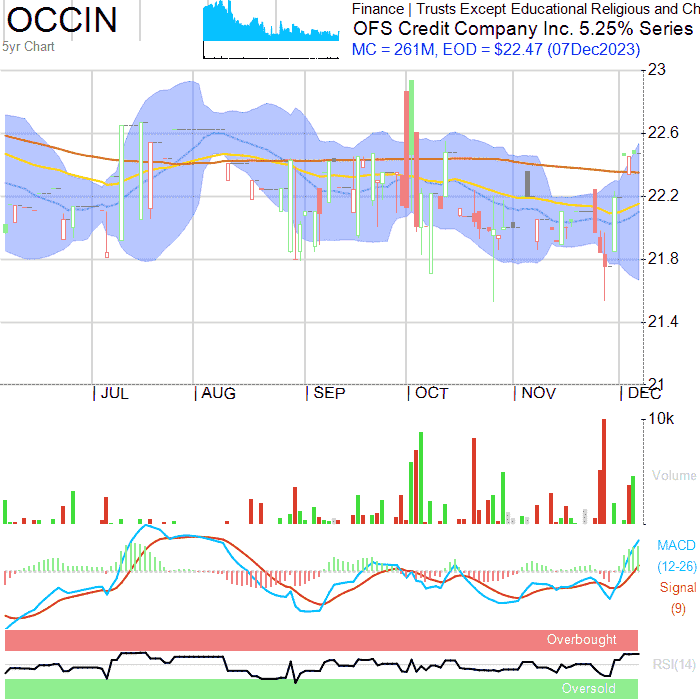 OCCIN
5yr Chart
Finance | Trusts Except Educational Religious and Ch
OFS Credit Company Inc. 5.25% Series
MC = 261M, EOD = $22.47 (07Dec2023)
23
22.6
22.2
21.8
21.4
21
JUL AUG SEP OCT NOV DEC
10k
Volume
MACD
(12-26)
Signal
(9)
Overbought
RSI(14)
Oversold